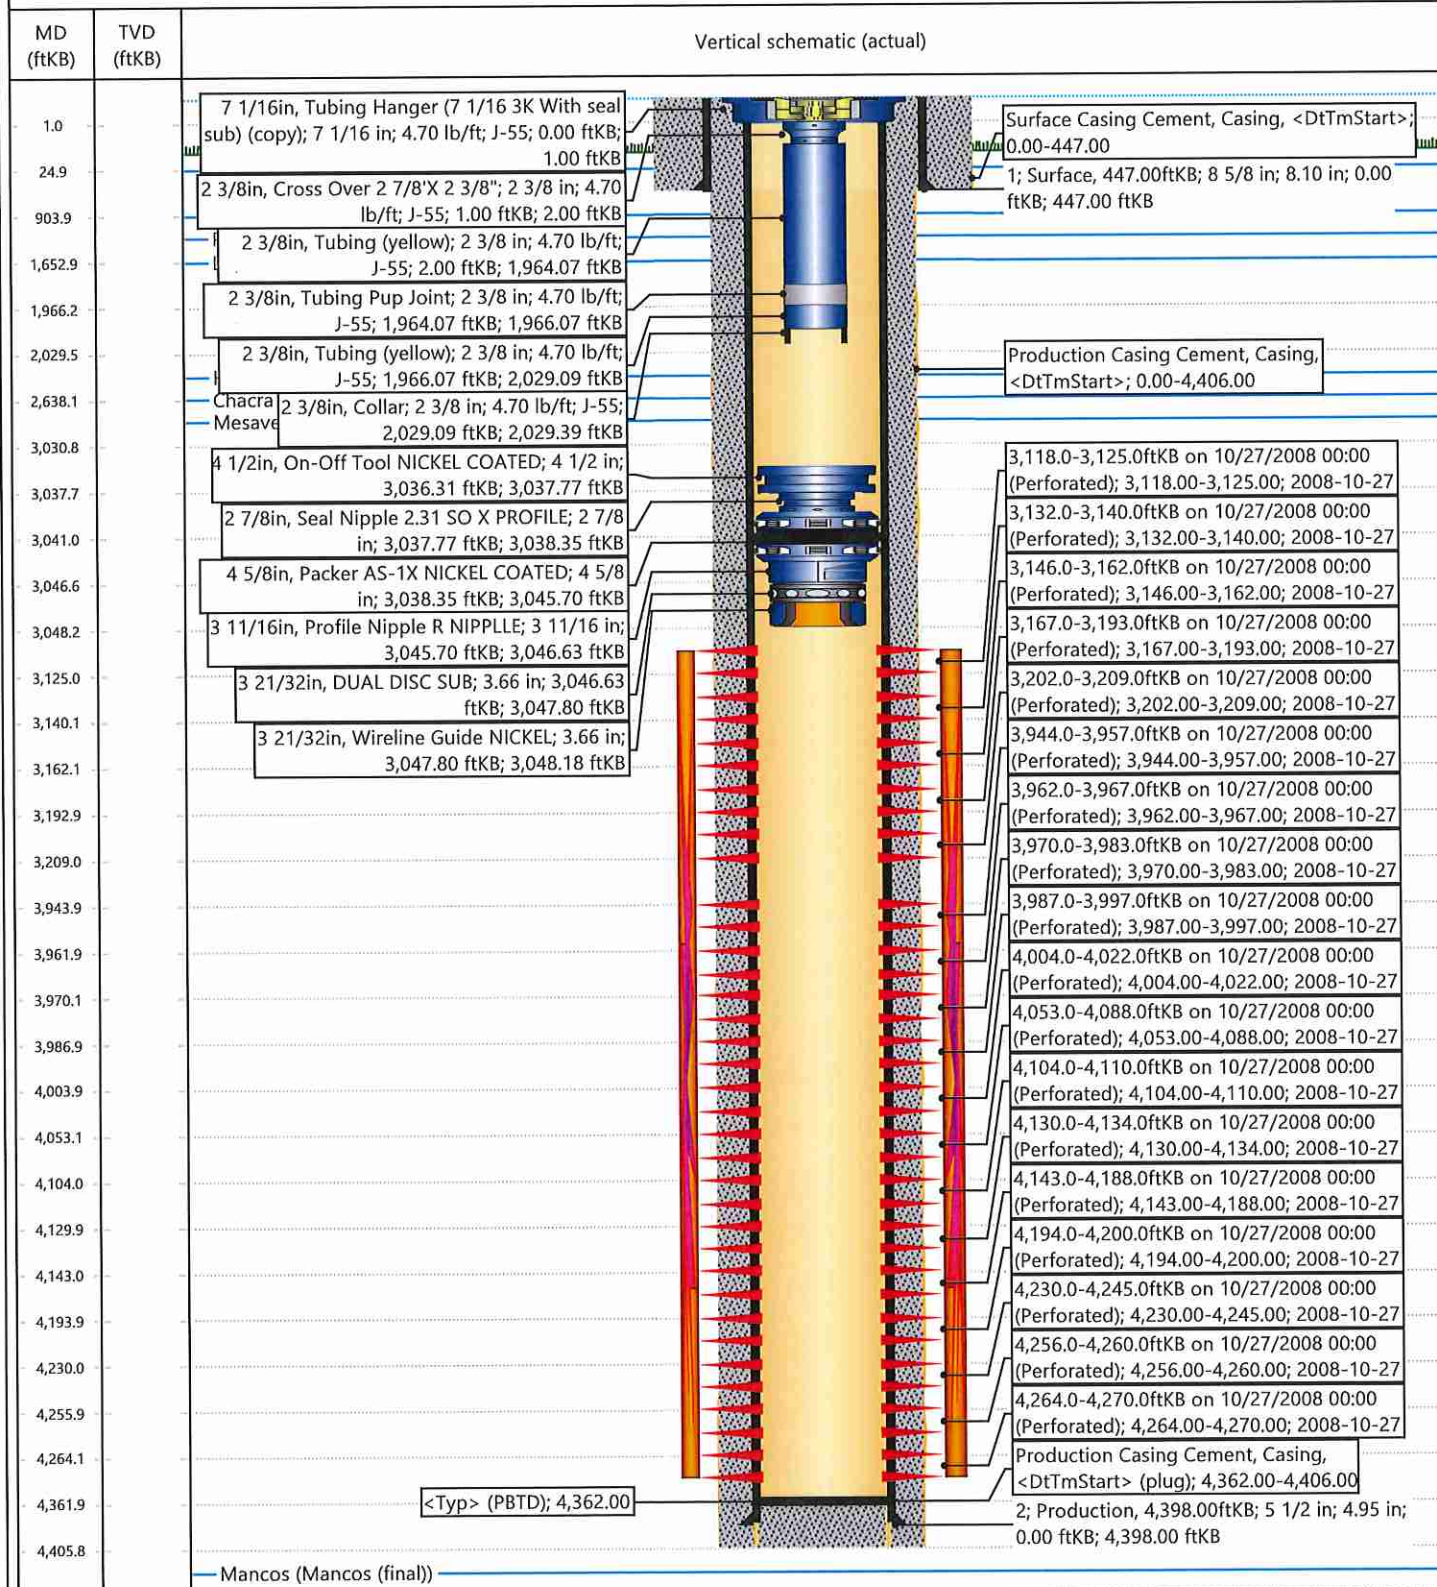 MD
(ftKB)
TVD
(ftKB)
Vertical schematic (actual)
1.0
24.9
903.9
1,652.9
1,966.2
2,029.5
2,638.1
3,030.8
3,037.7
3,041.0
3,046.6
3,048.2
3,125.0
3,140.1
3,162.1
3,192.9
3,209.0
3,943.9
3,961.9
3,970.1
3,986.9
4,003.9
4,053.1
4,104.0
4,129.9
4,143.0
4,193.9
4,230.0
4,255.9
4,264.1
4,361.9
4,405.8
7 1/16in, Tubing Hanger (7 1/16 3K With seal
sub) (copy); 7 1/16 in; 4.70 lb/ft; J-55; 0.00 ftKB;
1.00 ftKB
2 3/8in, Cross Over 2 7/8'X 2 3/8"; 2 3/8 in; 4.70
lb/ft; J-55; 1.00 ftKB; 2.00 ftKB
2 3/8in, Tubing (yellow); 2 3/8 in; 4.70 lb/ft;
J-55; 2.00 ftKB; 1,964.07 ftKB
2 3/8in, Tubing Pup Joint; 2 3/8 in; 4.70 lb/ft;
J-55; 1,964.07 ftKB; 1,966.07 ftKB
2 3/8in, Tubing (yellow); 2 3/8 in; 4.70 lb/ft;
J-55; 1,966.07 ftKB; 2,029.09 ftKB
Chacra
Mesave
2 3/8in, Collar; 2 3/8 in; 4.70 lb/ft; J-55;
2,029.09 ftKB; 2,029.39 ftKB
4 1/2in, On-Off Tool NICKEL COATED; 4 1/2 in;
3,036.31 ftKB; 3,037.77 ftKB
2 7/8in, Seal Nipple 2.31 SO X PROFILE; 2 7/8
in; 3,037.77 ftKB; 3,038.35 ftKB
4 5/8in, Packer AS-1X NICKEL COATED; 4 5/8
in; 3,038.35 ftKB; 3,045.70 ftKB
3 11/16in, Profile Nipple R NIPPLLE; 3 11/16 in;
3,045.70 ftKB; 3,046.63 ftKB
3 21/32in, DUAL DISC SUB; 3.66 in; 3,046.63
ftKB; 3,047.80 ftKB
3 21/32in, Wireline Guide NICKEL; 3.66 in;
3,047.80 ftKB; 3,048.18 ftKB
<Typ> (PBTD); 4,362.00
Mancos (Mancos (final))
Surface Casing Cement, Casing, <DtTmStart>;
0.00-447.00
1; Surface, 447.00ftKB; 8 5/8 in; 8.10 in; 0.00
ftKB; 447.00 ftKB
Production Casing Cement, Casing,
<DtTmStart>; 0.00-4,406.00
3,118.0-3,125.0ftKB on 10/27/2008 00:00
(Perforated); 3,118.00-3,125.00; 2008-10-27
3,132.0-3,140.0ftKB on 10/27/2008 00:00
(Perforated); 3,132.00-3,140.00; 2008-10-27
3,146.0-3,162.0ftKB on 10/27/2008 00:00
(Perforated); 3,146.00-3,162.00; 2008-10-27
3,167.0-3,193.0ftKB on 10/27/2008 00:00
(Perforated); 3,167.00-3,193.00; 2008-10-27
3,202.0-3,209.0ftKB on 10/27/2008 00:00
(Perforated); 3,202.00-3,209.00; 2008-10-27
3,944.0-3,957.0ftKB on 10/27/2008 00:00
(Perforated); 3,944.00-3,957.00; 2008-10-27
3,962.0-3,967.0ftKB on 10/27/2008 00:00
(Perforated); 3,962.00-3,967.00; 2008-10-27
3,970.0-3,983.0ftKB on 10/27/2008 00:00
(Perforated); 3,970.00-3,983.00; 2008-10-27
3,987.0-3,997.0ftKB on 10/27/2008 00:00
(Perforated); 3,987.00-3,997.00; 2008-10-27
4,004.0-4,022.0ftKB on 10/27/2008 00:00
(Perforated); 4,004.00-4,022.00; 2008-10-27
4,053.0-4,088.0ftKB on 10/27/2008 00:00
(Perforated); 4,053.00-4,088.00; 2008-10-27
4,104.0-4,110.0ftKB on 10/27/2008 00:00
(Perforated); 4,104.00-4,110.00; 2008-10-27
4,130.0-4,134.0ftKB on 10/27/2008 00:00
(Perforated); 4,130.00-4,134.00; 2008-10-27
4,143.0-4,188.0ftKB on 10/27/2008 00:00
(Perforated); 4,143.00-4,188.00; 2008-10-27
4,194.0-4,200.0ftKB on 10/27/2008 00:00
(Perforated); 4,194.00-4,200.00; 2008-10-27
4,230.0-4,245.0ftKB on 10/27/2008 00:00
(Perforated); 4,230.00-4,245.00; 2008-10-27
4,256.0-4,260.0ftKB on 10/27/2008 00:00
(Perforated); 4,256.00-4,260.00; 2008-10-27
4,264.0-4,270.0ftKB on 10/27/2008 00:00
(Perforated); 4,264.00-4,270.00; 2008-10-27
Production Casing Cement, Casing,
<DtTmStart> (plug); 4,362.00-4,406.00
2; Production, 4,398.00ftKB; 5 1/2 in; 4.95 in;
0.00 ftKB; 4,398.00 ftKB